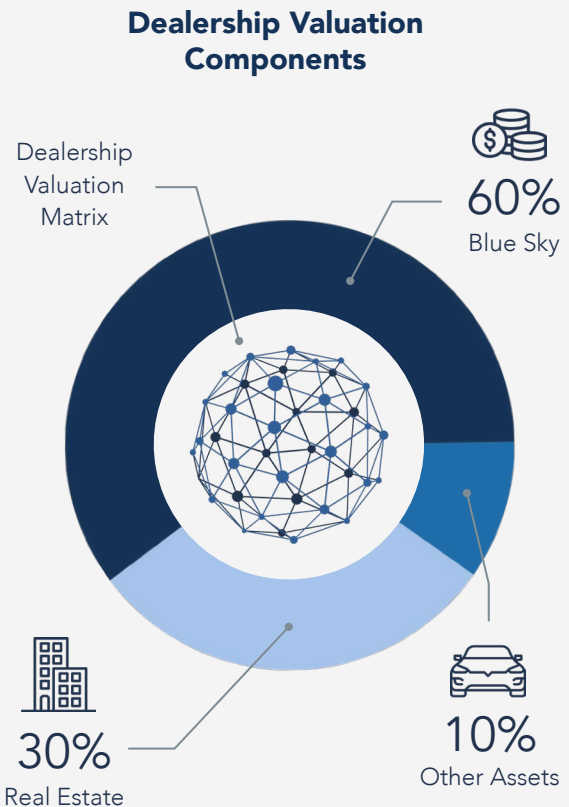 Dealership Valuation
Components
Dealership
Valuation
Matrix
$
60%
Blue Sky
30%
Real Estate
10%
Other Assets